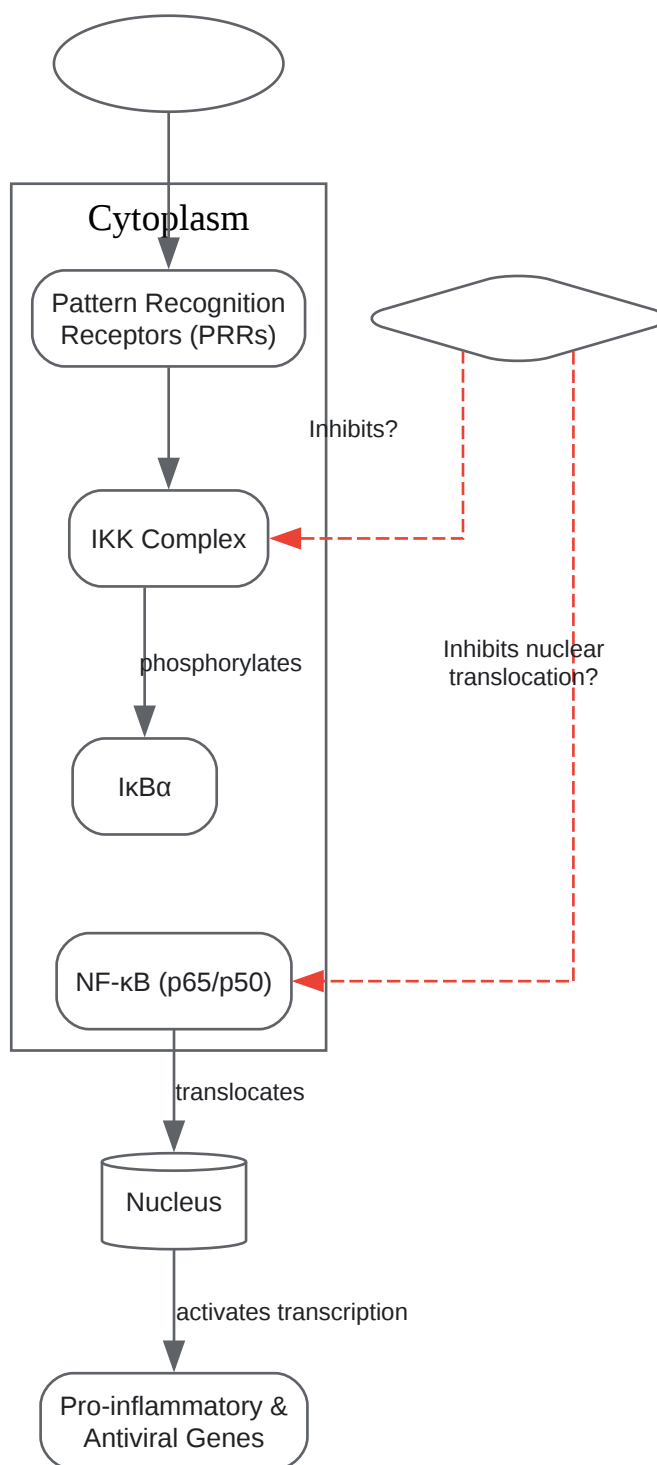 Cytoplasm
Pattern Recognition
Receptors (PRRs)
Inhibits?
IKK Complex
phosphorylates
Inhibits nuclear
translocation?
IκBα
NF-κB (p65/p50)
translocates
Nucleus
activates transcription
Pro-inflammatory &
Antiviral Genes